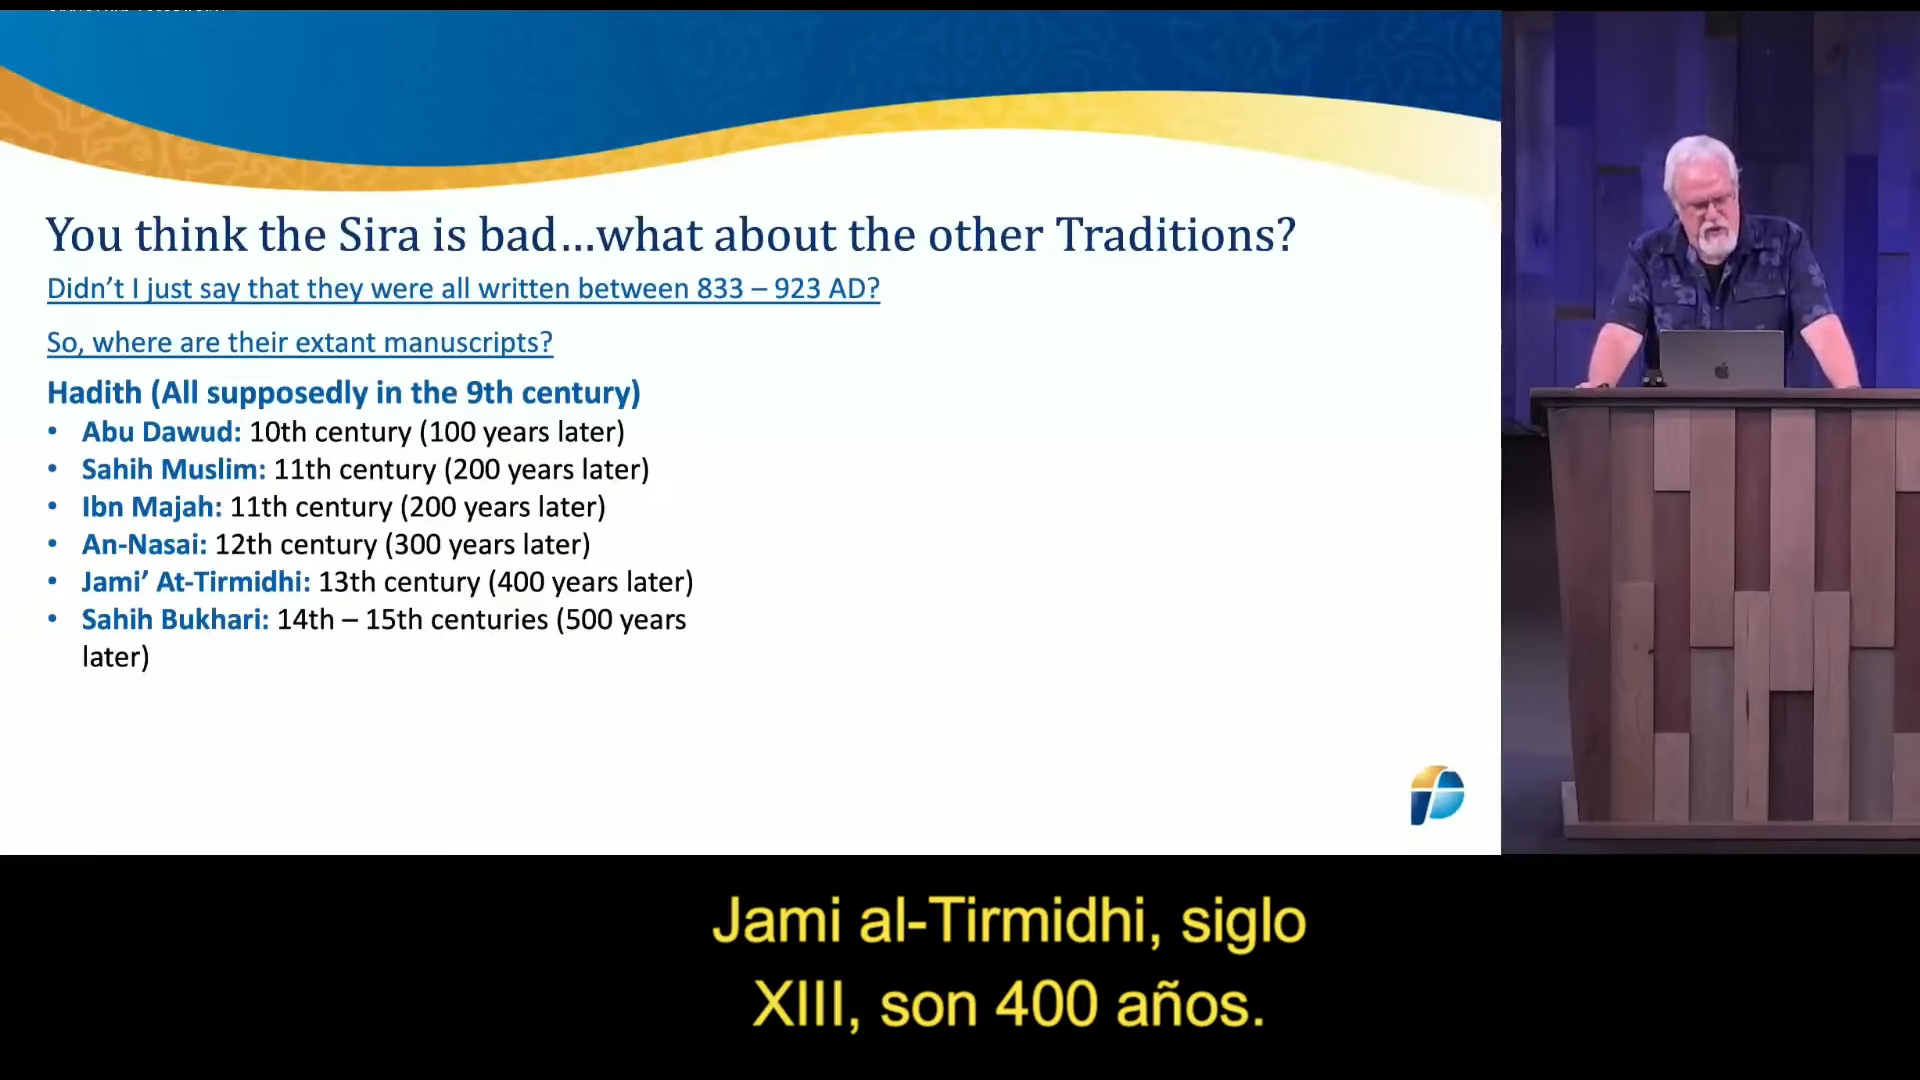 You think the Sira is bad...what about the other Traditions?
Didn't I just say that they were all written between 833 – 923 AD?
So, where are their extant manuscripts?
Hadith (All supposedly in the 9th century)
• Abu Dawud: 10th century (100 years later)
• Sahih Muslim: 11th century (200 years later)
• Ibn Majah: 11th century (200 years later)
• An-Nasai: 12th century (300 years later)
• Jami’ At-Tirmidhi: 13th century (400 years later)
• Sahih Bukhari: 14th – 15th centuries (500 years
later)
Jami al-Tirmidhi, siglo
XIII, son 400 años.